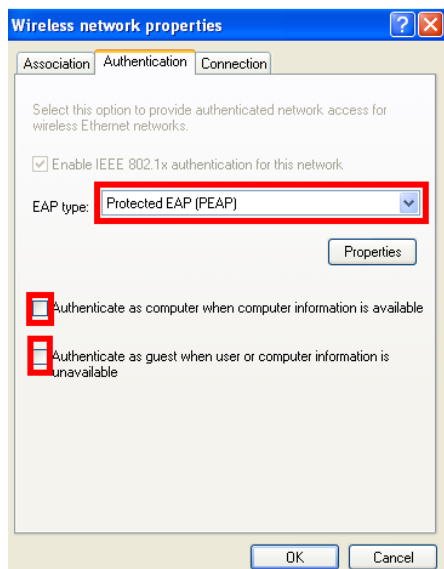 Wireless network properties
Association Authentication Connection
Select this option to provide authenticated network access for
wireless Ethernet networks.
Enable IEEE 802.1x authentication for this network
EAP type: Protected EAP (PEAP)
Properties
Authenticate as computer when computer information is available
Authenticate as guest when user or computer information is
unavailable
OK Cancel